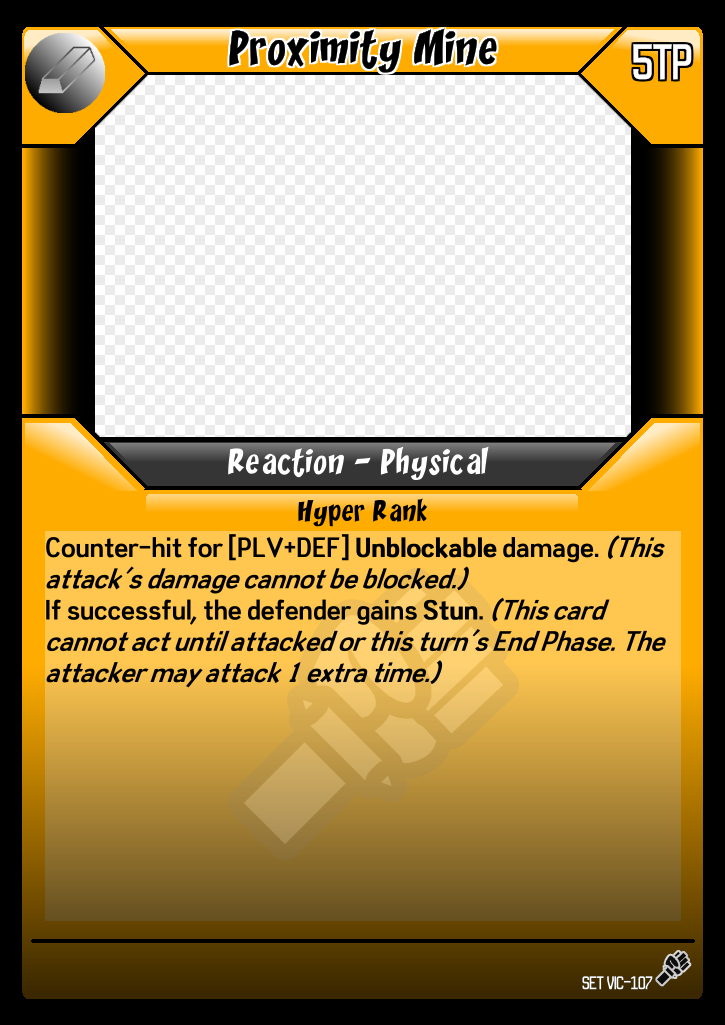 Proximity Mine
5TP
Reaction - Physical
Hyper Rank
Counter-hit for [PLV+DEF] Unblockable damage. (This
attack's damage cannot be blocked.)
If successful, the defender gains Stun. (This card
cannot act until attacked or this turn's End Phase. The
attacker may attack 1 extra time.)
SET VIC-107